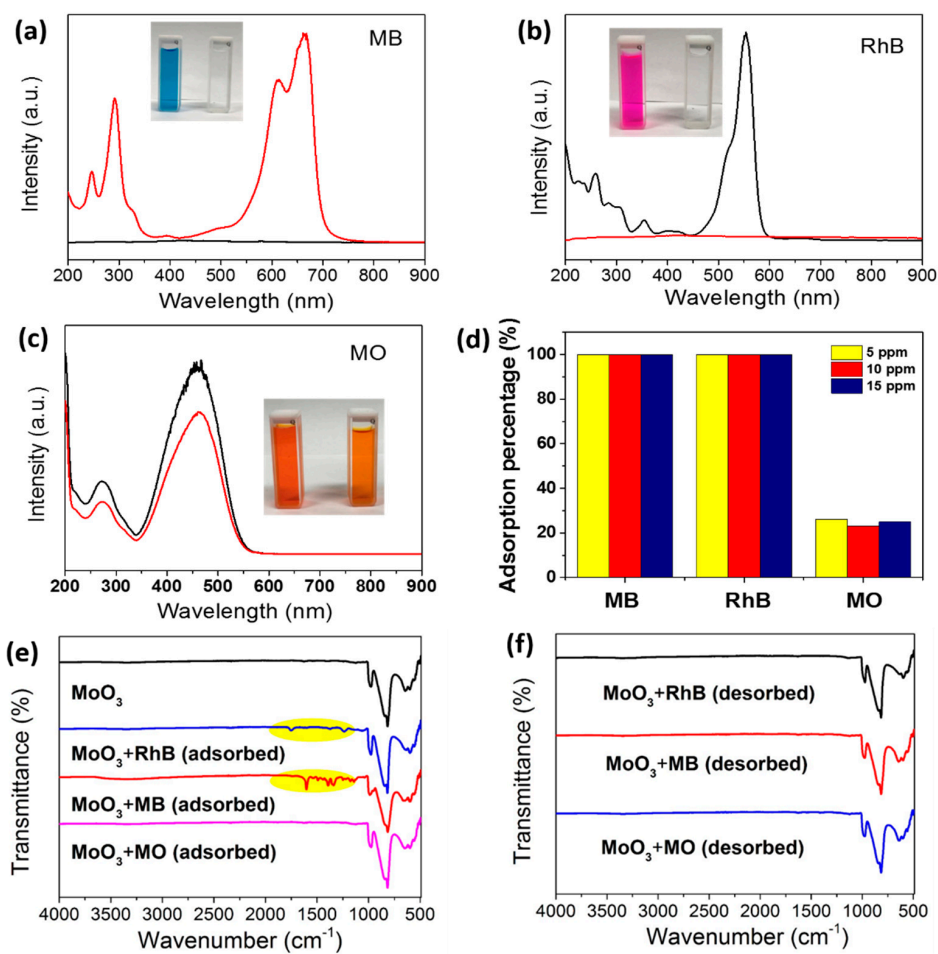 (a)
MB
Intensity (a.u.)
200 300 400 500 600 700 800 900
Wavelength (nm)
(b)
RhB
Intensity (a.u.)
200 300 400 500 600 700 800 900
Wavelength (nm)
(c)
MO
Intensity (a.u.)
200 300 400 500 600 700 800 900
Wavelength (nm)
(d)
Adsorption percentage (%)
100
80
60
40
20
0
5 ppm
10 ppm
15 ppm
MB RhB MO
(e)
Transmittance (%)
MoO₃
MoO₃+RhB (adsorbed)
MoO₃+MB (adsorbed)
MoO₃+MO (adsorbed)
4000 3500 3000 2500 2000 1500 1000 500
Wavenumber (cm⁻¹)
(f)
Transmittance (%)
MoO₃+RhB (desorbed)
MoO₃+MB (desorbed)
MoO₃+MO (desorbed)
4000 3500 3000 2500 2000 1500 1000 500
Wavenumber (cm⁻¹)